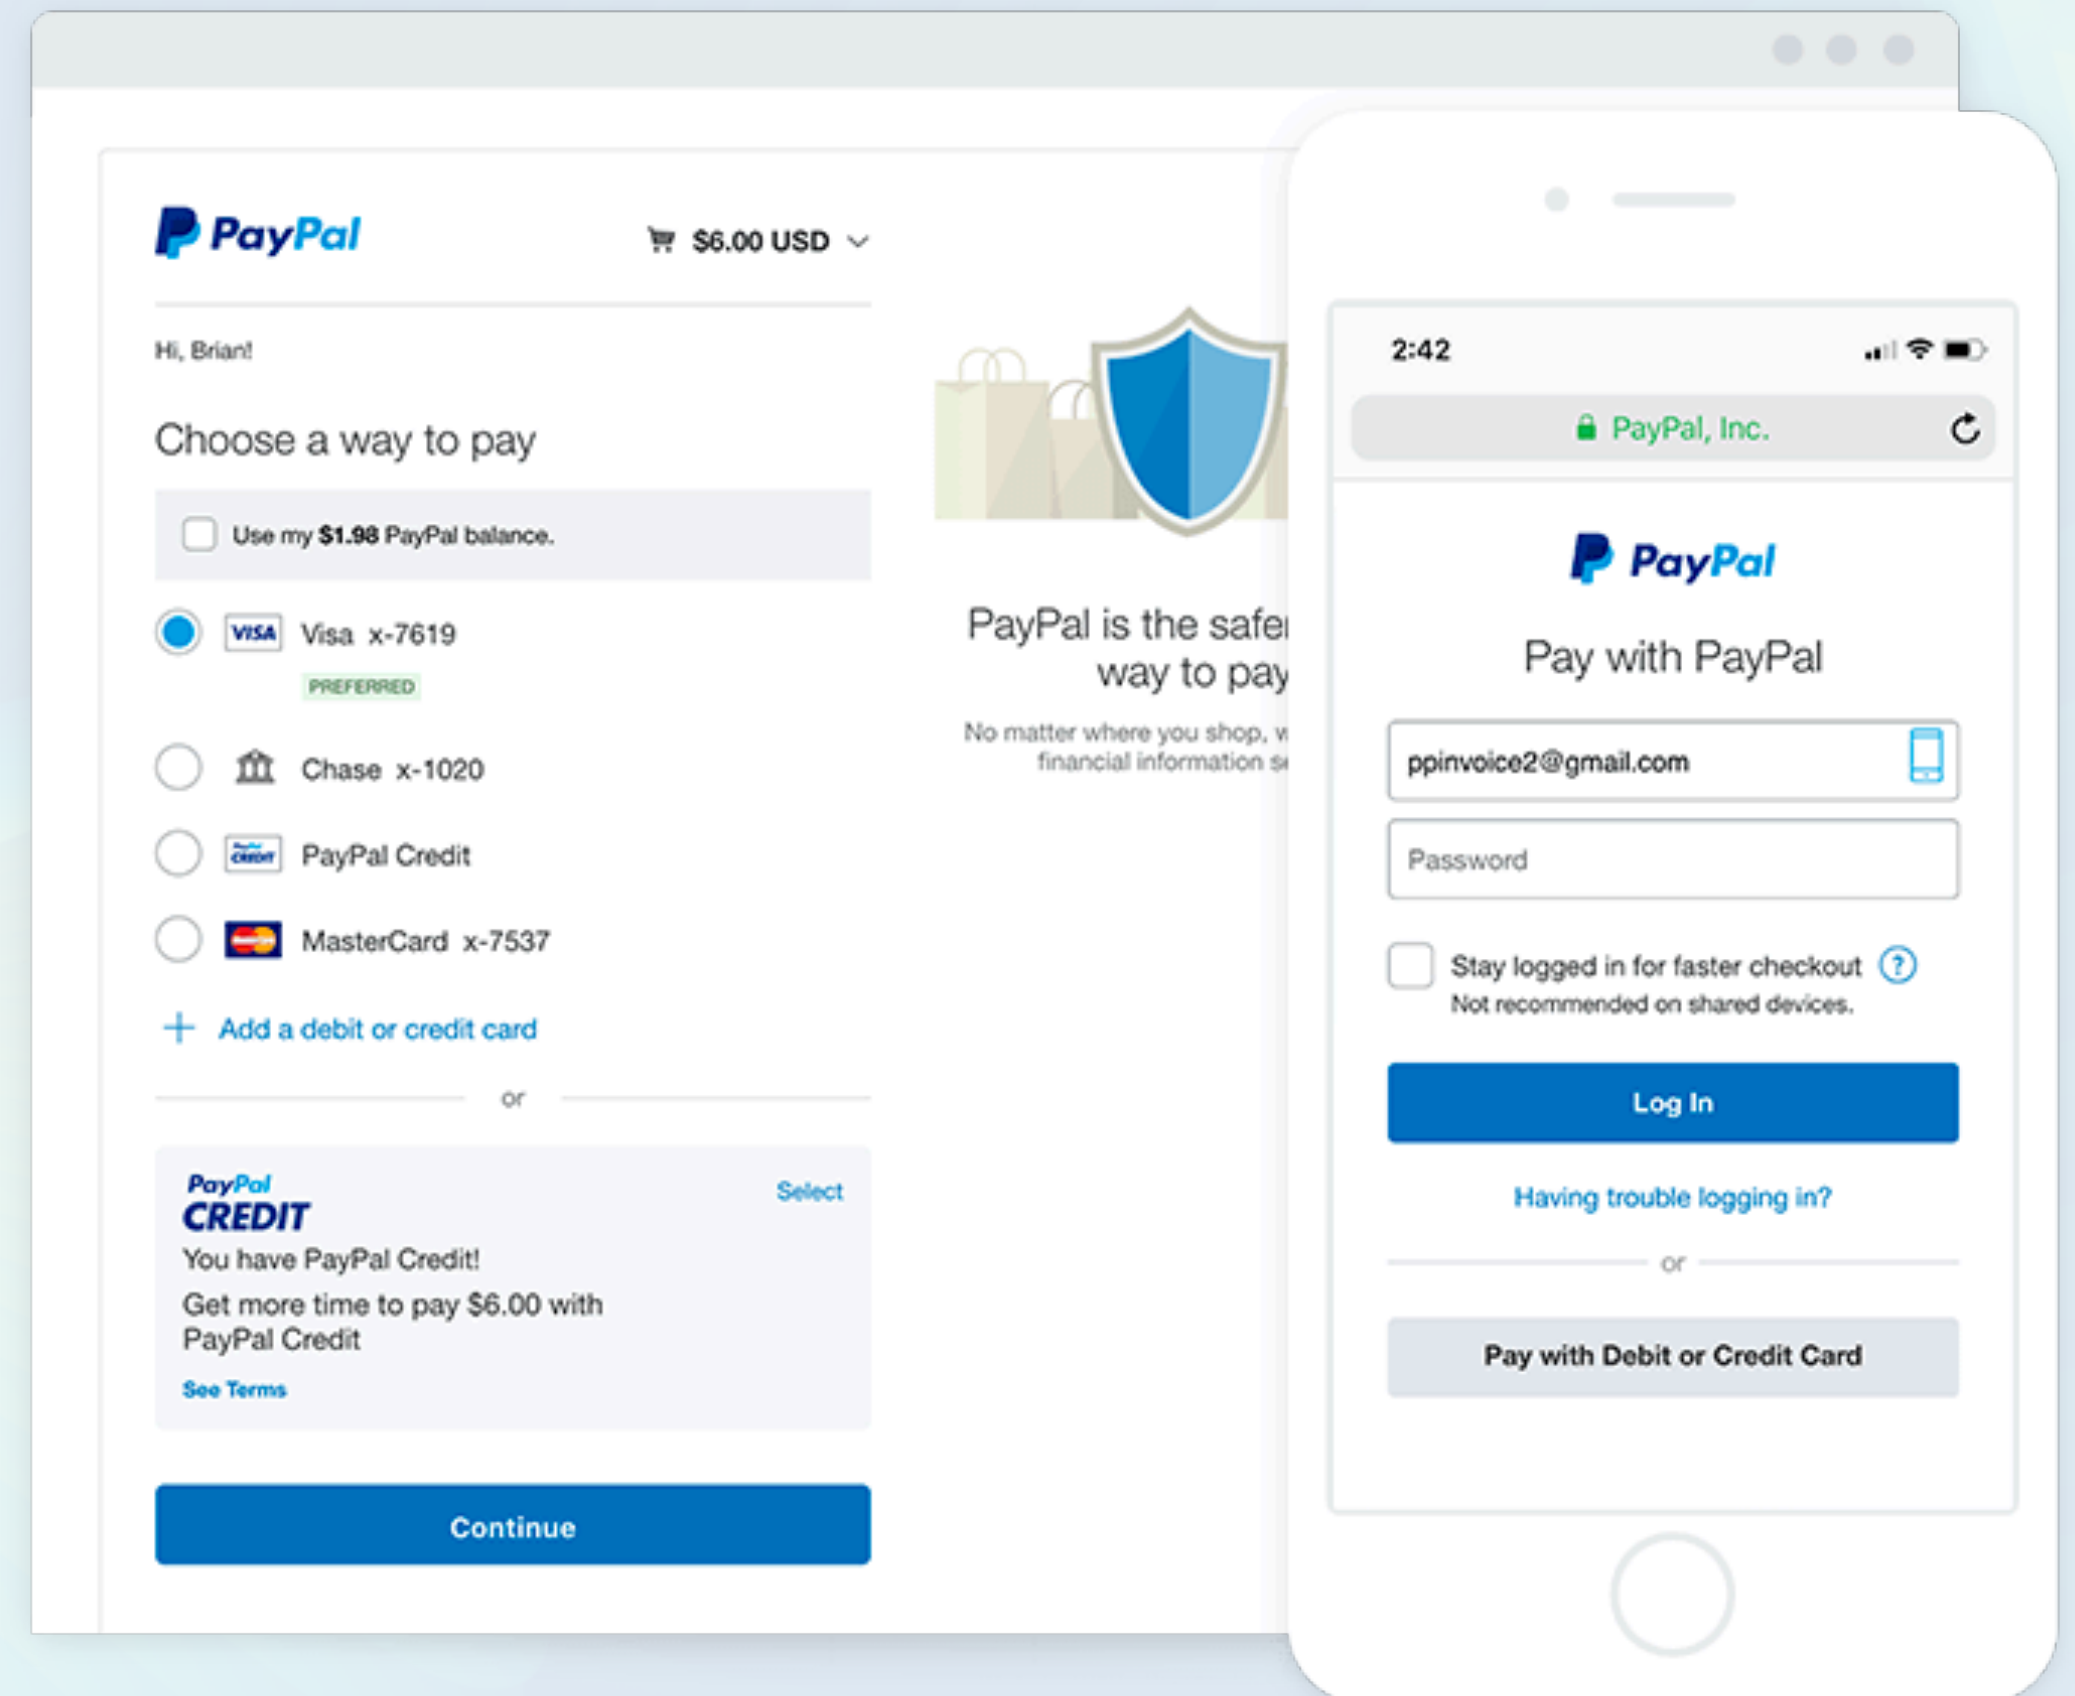 PayPal
$6.00 USD
Hi, Brian!
Choose a way to pay
Use my $1.98 PayPal balance.
VISA Visa x-7619
PREFERRED
Chase x-1020
PayPal CREDIT PayPal Credit
MasterCard x-7537
+ Add a debit or credit card
or
PayPal
CREDIT
Select
You have PayPal Credit!
Get more time to pay $6.00 with
PayPal Credit
See Terms
Continue
PayPal is the safer
way to pay
No matter where you shop,
financial information
2:42
PayPal, Inc.
PayPal
Pay with PayPal
ppinvoice2@gmail.com
Password
Stay logged in for faster checkout ?
Not recommended on shared devices.
Log In
Having trouble logging in?
or
Pay with Debit or Credit Card